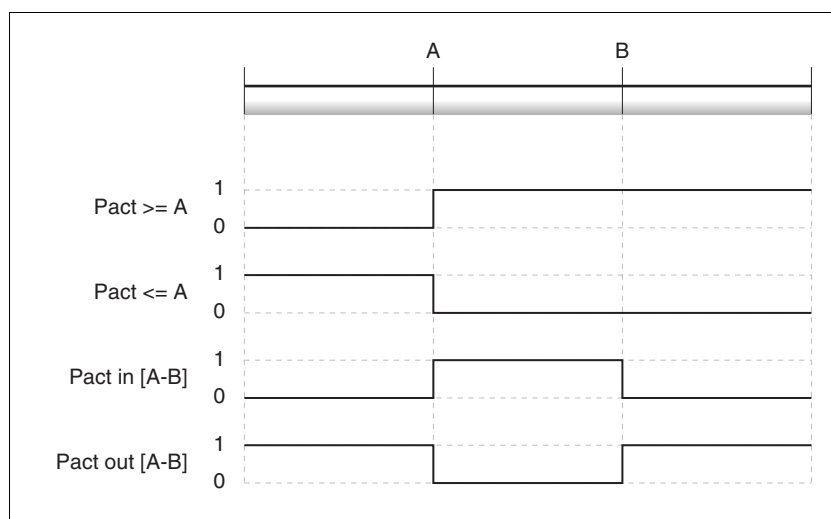 A B
1
Pact >= A
0
1
Pact <= A
0
1
Pact in [A-B]
0
1
Pact out [A-B]
0